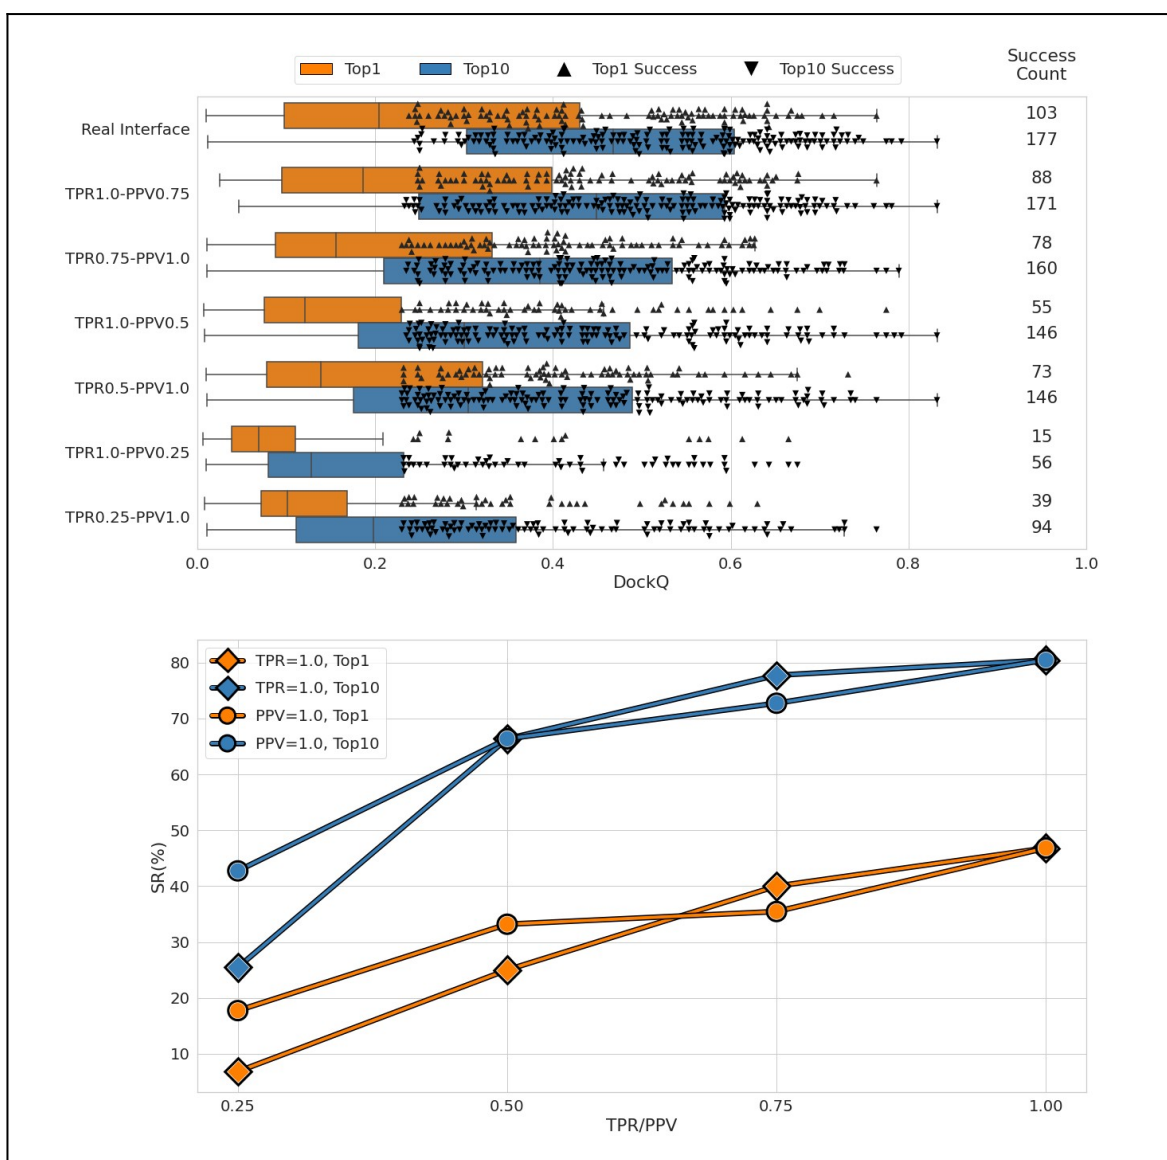 Top1 Top10 Top1 Success Top10 Success
Success
Count
Real Interface 103
177
TPR1.0-PPV0.75 88
171
TPR0.75-PPV1.0 78
160
TPR1.0-PPV0.5 55
146
TPR0.5-PPV1.0 73
146
TPR1.0-PPV0.25 15
56
TPR0.25-PPV1.0 39
94
0.0 0.2 0.4 0.6 0.8 1.0
DockQ
TPR=1.0, Top1
TPR=1.0, Top10
PPV=1.0, Top1
PPV=1.0, Top10
80
70
60
50
40
30
20
10
SR(%)
0.25 0.50 0.75 1.00
TPR/PPV